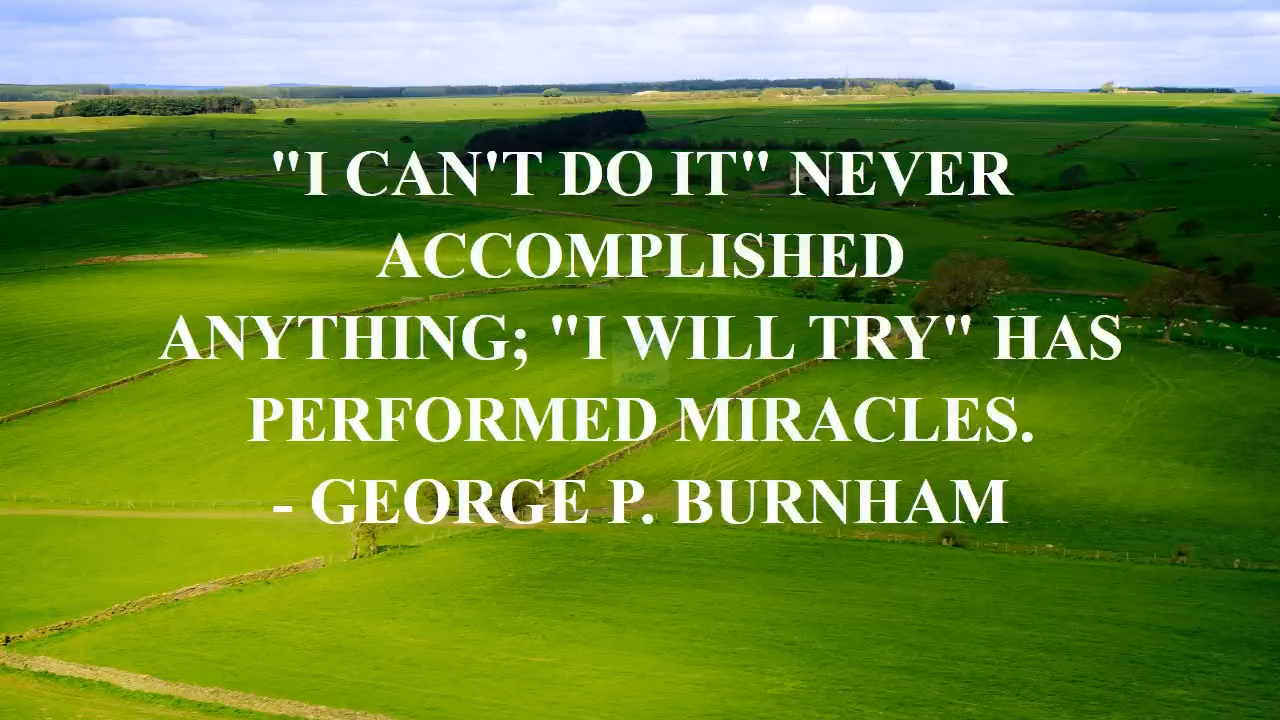 "I CAN'T DO IT" NEVER
ACCOMPLISHED
ANYTHING; "I WILL TRY" HAS
PERFORMED MIRACLES.
- GEORGE P. BURNHAM